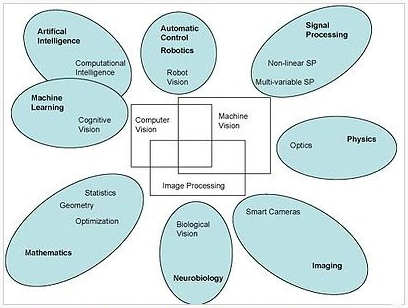 Artifical
Intelligence
Computational
Intelligence
Machine
Learning
Cognitive
Vision
Automatic
Control
Robotics
Robot
Vision
Signal
Processing
Non-linear SP
Multi-variable SP
Computer
Vision
Machine
Vision
Image Processing
Optics
Physics
Statistics
Geometry
Optimization
Mathematics
Biological
Vision
Neurobiology
Smart Cameras
Imaging